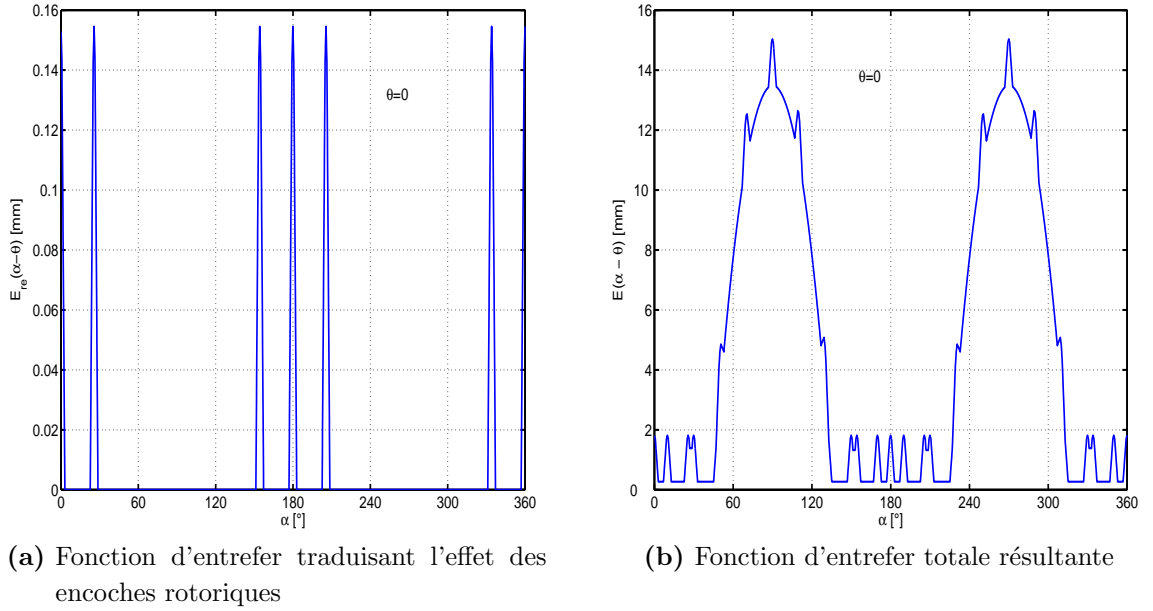 0.16
0.14
0.12
0.1
0.08
0.06
0.04
0.02
0
E_re(α−θ) [mm]
θ=0
0 60 120 180 240 300 360
α [°]
(a) Fonction d'entrefer traduisant l'effet des
encoches rotoriques
16
14
12
10
8
6
4
2
0
E (α − θ) [mm]
θ=0
0 60 120 180 240 300 360
α [°]
(b) Fonction d'entrefer totale résultante